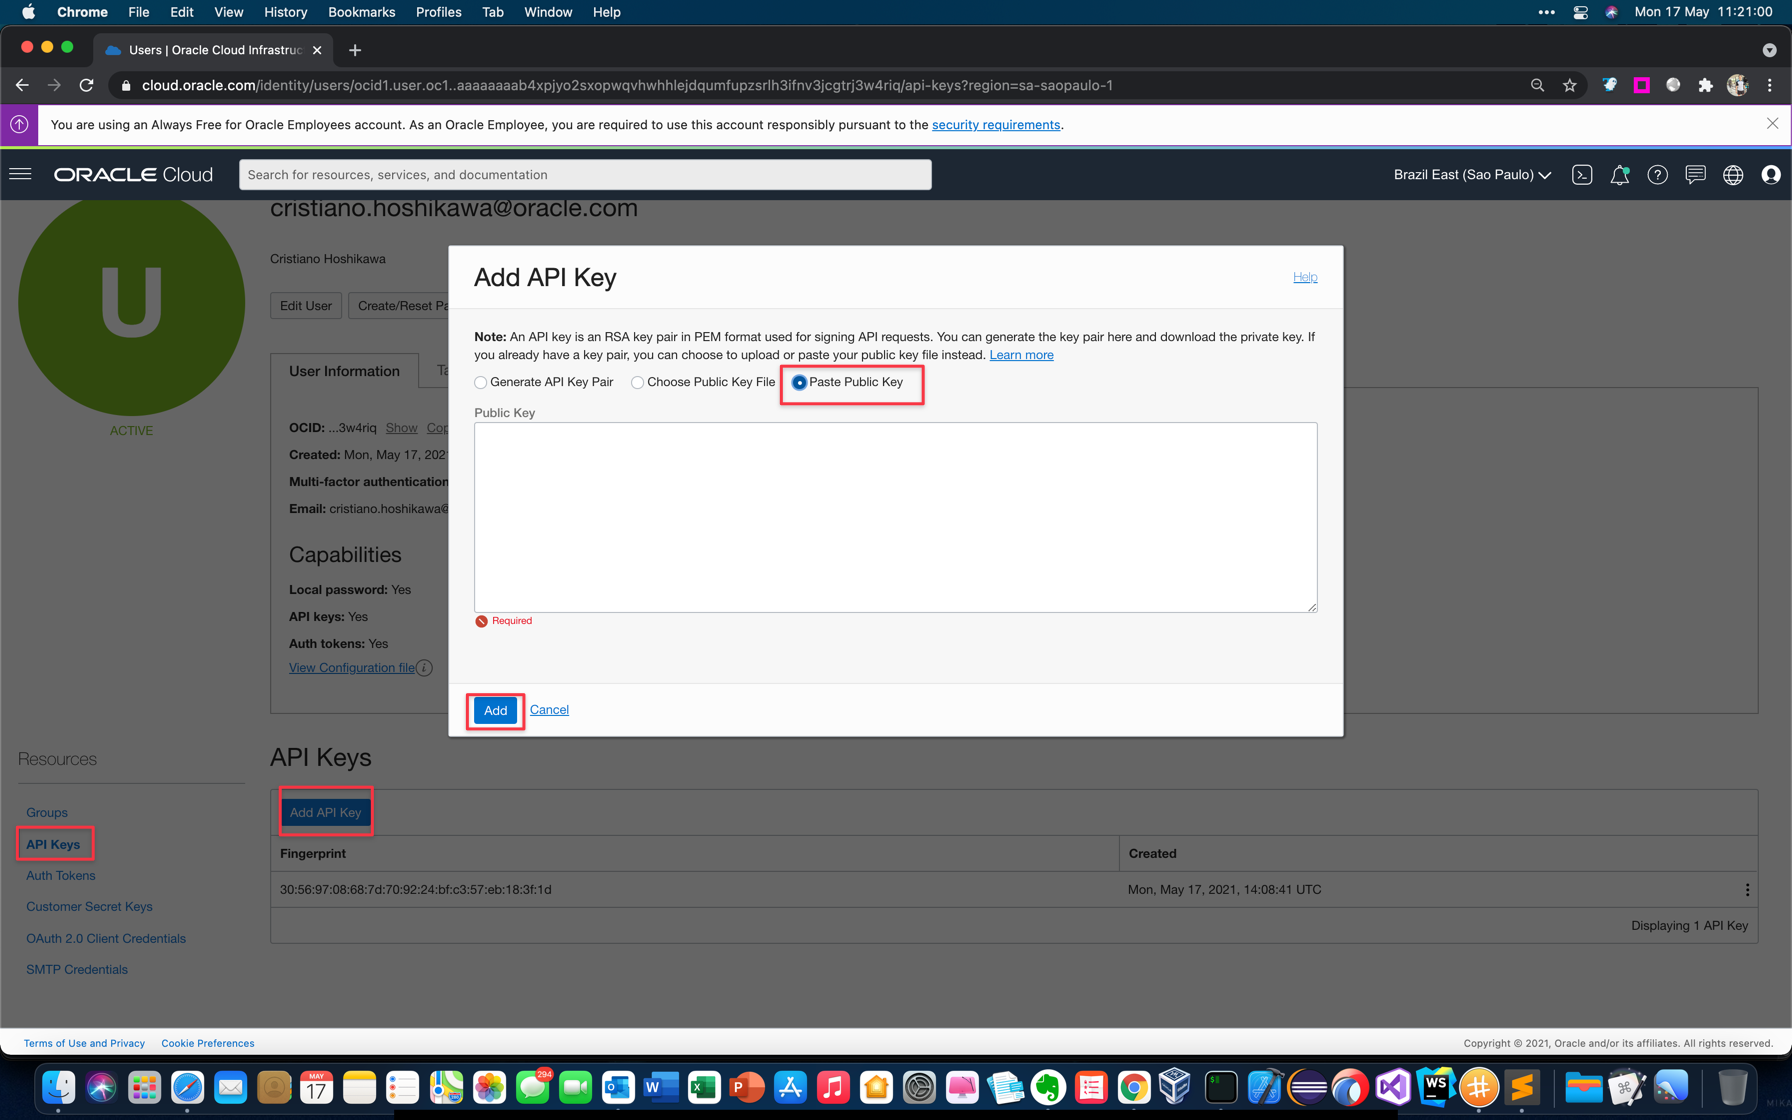 Chrome File Edit View History Bookmarks Profiles Tab Window Help
Mon 17 May 11:21:00
Users | Oracle Cloud Infrastruc
cloud.oracle.com/identity/users/ocid1.user.oc1..aaaaaaaab4xpjyo2sxopwqvhwhhlejdqumfupzsrlh3ifnv3jcgtrj3w4riq/api-keys?region=sa-saopaulo-1
You are using an Always Free for Oracle Employees account. As an Oracle Employee, you are required to use this account responsibly pursuant to the security requirements.
ORACLE Cloud
Search for resources, services, and documentation
Brazil East (Sao Paulo)
cristiano.hoshikawa@oracle.com
U
ACTIVE
Cristiano Hoshikawa
Edit User
Create/Reset Pa
User Information
Ta
OCID: ...3w4riq Show Cop
Created: Mon, May 17, 202
Multi-factor authentication
Email: cristiano.hoshikawa@
Capabilities
Local password: Yes
API keys: Yes
Auth tokens: Yes
View Configuration file
Add API Key
Help
Note: An API key is an RSA key pair in PEM format used for signing API requests. You can generate the key pair here and download the private key. If
you already have a key pair, you can choose to upload or paste your public key file instead. Learn more
Generate API Key Pair
Choose Public Key File
Paste Public Key
Public Key
Required
Add
Cancel
Resources
Groups
API Keys
Auth Tokens
Customer Secret Keys
OAuth 2.0 Client Credentials
SMTP Credentials
API Keys
Add API Key
Fingerprint
Created
30:56:97:08:68:7d:70:92:24:bf:c3:57:eb:18:3f:1d
Mon, May 17, 2021, 14:08:41 UTC
Displaying 1 API Key
Terms of Use and Privacy
Cookie Preferences
Copyright © 2021, Oracle and/or its affiliates. All rights reserved.
MAY
17
294
WS